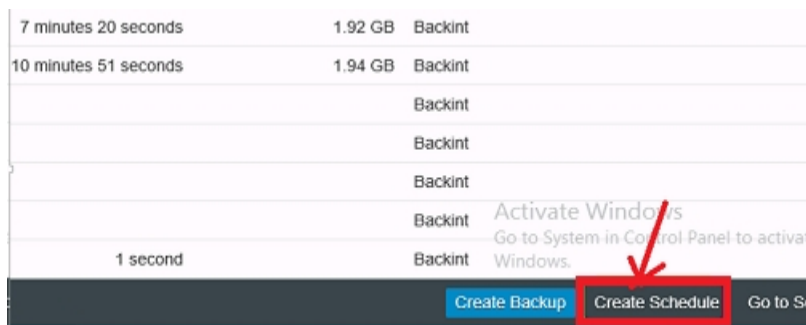 7 minutes 20 seconds 1.92 GB Backint
10 minutes 51 seconds 1.94 GB Backint
Backint
Backint
Backint
Backint
Activate Windows
Go to System in Control Panel to activa
Windows.
1 second Backint
Create Backup Create Schedule Go to S